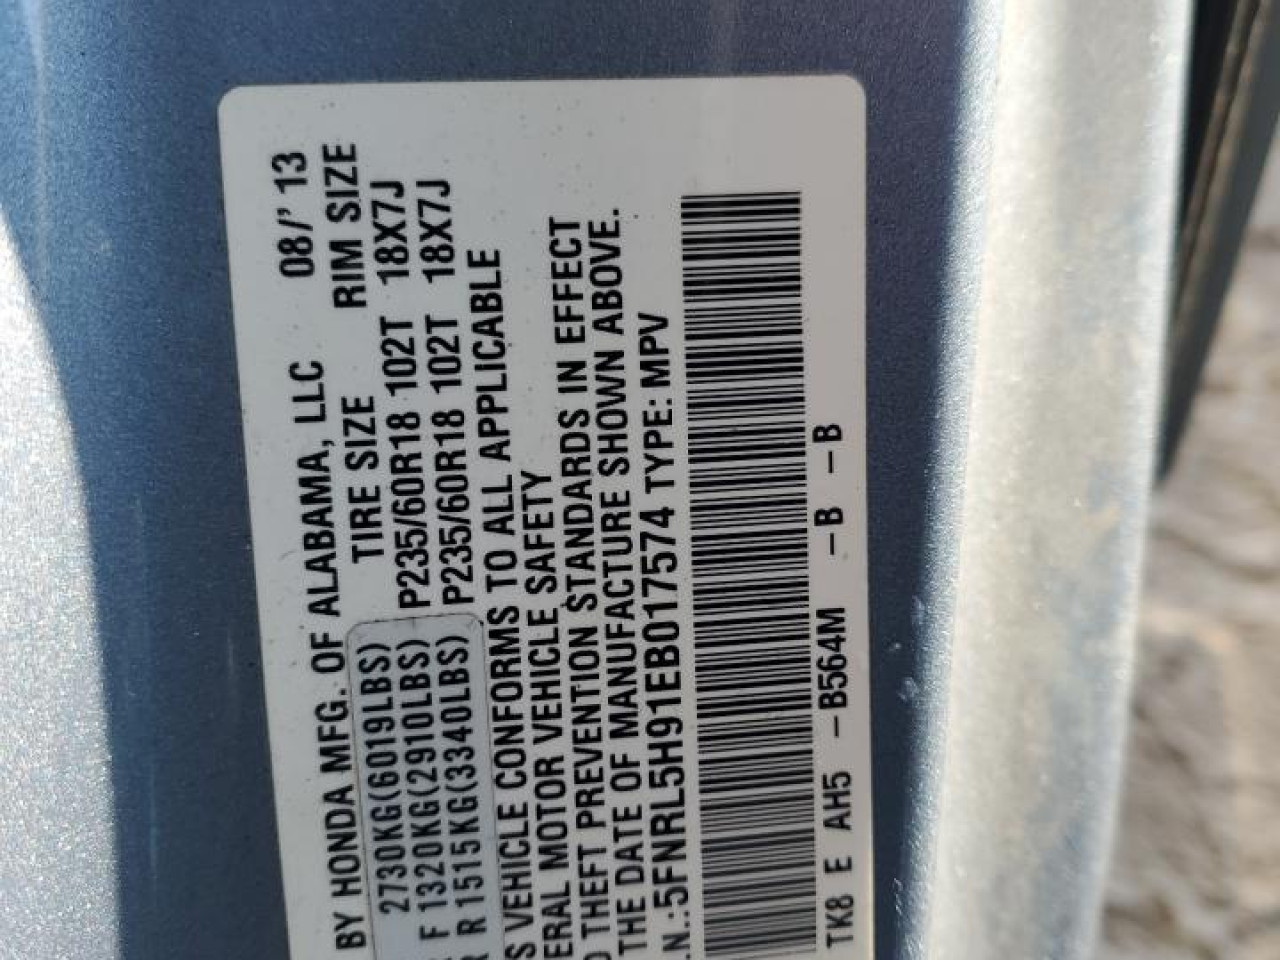 BY HONDA MFG. OF ALABAMA, LLC 08/'13
TIRE SIZE RIM SIZE
2730KG(6019LBS)
F 1320KG(2910LBS) P235/60R18 102T 18X7J
R 1515KG(3340LBS) P235/60R18 102T 18X7J
S VEHICLE CONFORMS TO ALL APPLICABLE
ERAL MOTOR VEHICLE SAFETY
THEFT PREVENTION STANDARDS IN EFFECT
THE DATE OF MANUFACTURE SHOWN ABOVE.
.N.:5FNRL5H91EB017574 TYPE: MPV
TK8 E AH5 -B564M -B -B